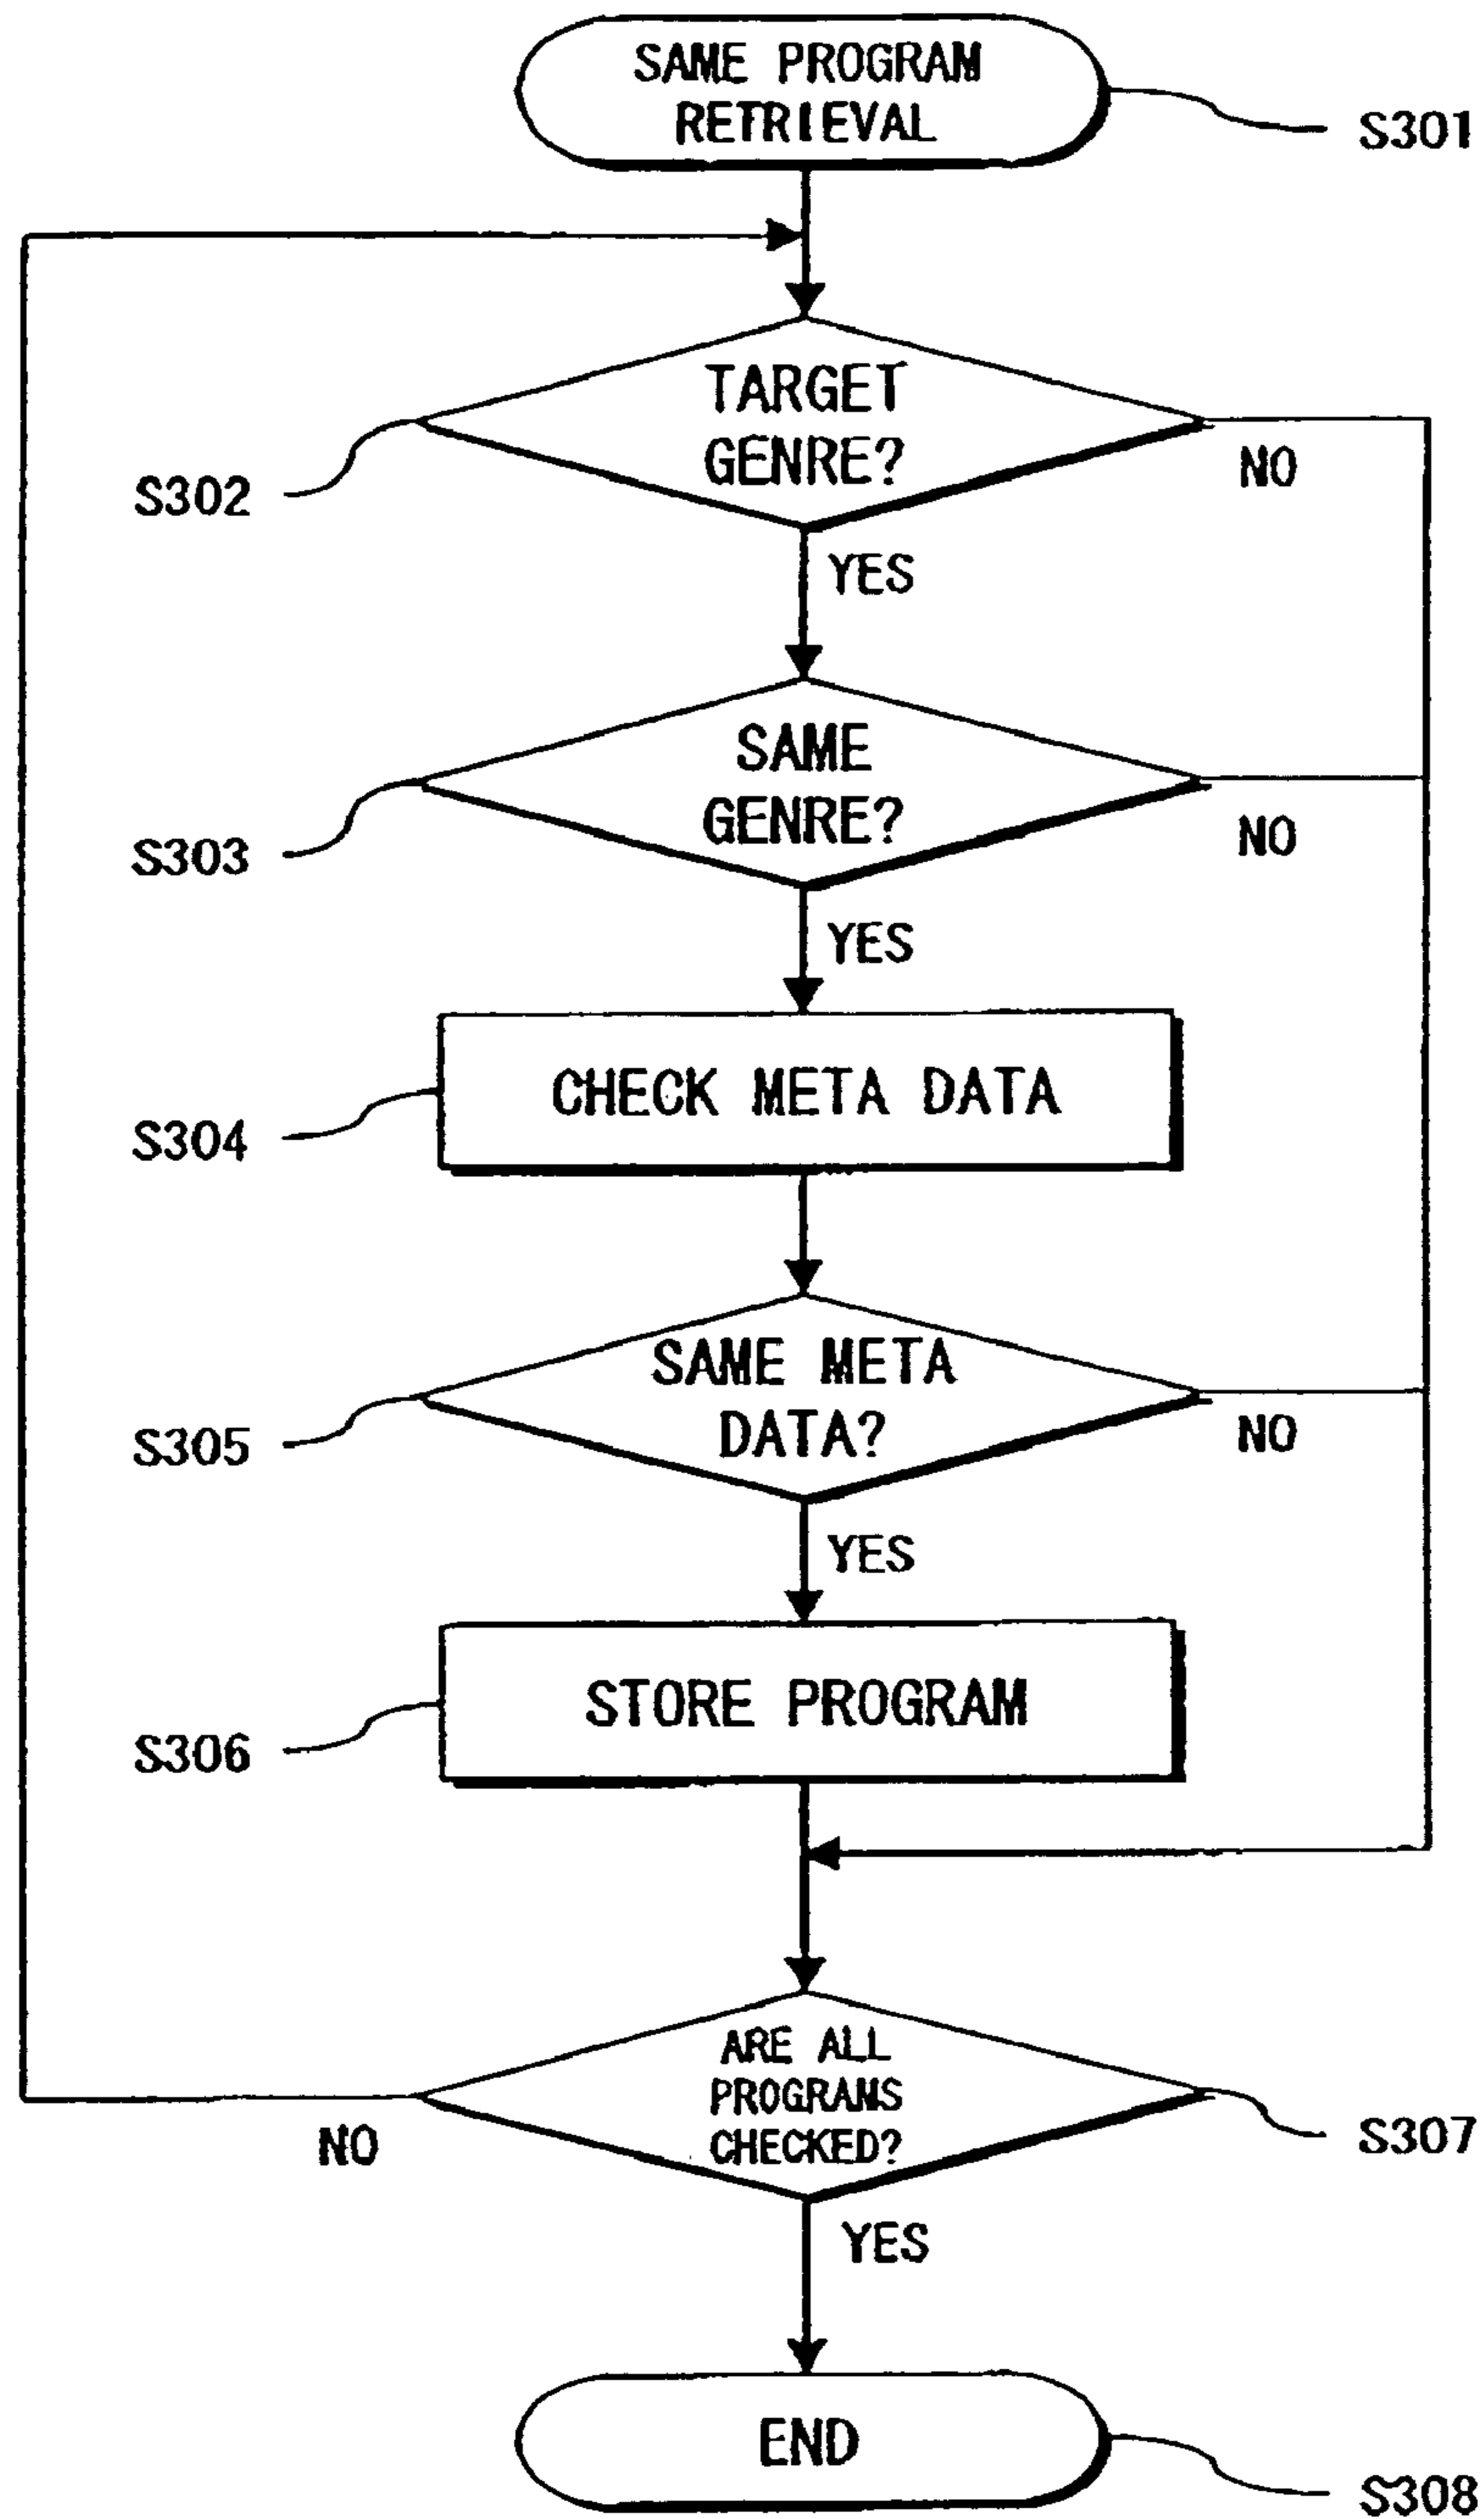 SAME PROGRAM
RETRIEVAL
S301
TARGET
GENRE?
S302
NO
YES
SAME
GENRE?
S303
NO
YES
CHECK META DATA
S304
SAME META
DATA?
S305
NO
YES
STORE PROGRAM
S306
ARE ALL
PROGRAMS
CHECKED?
NO
S307
YES
END
S308